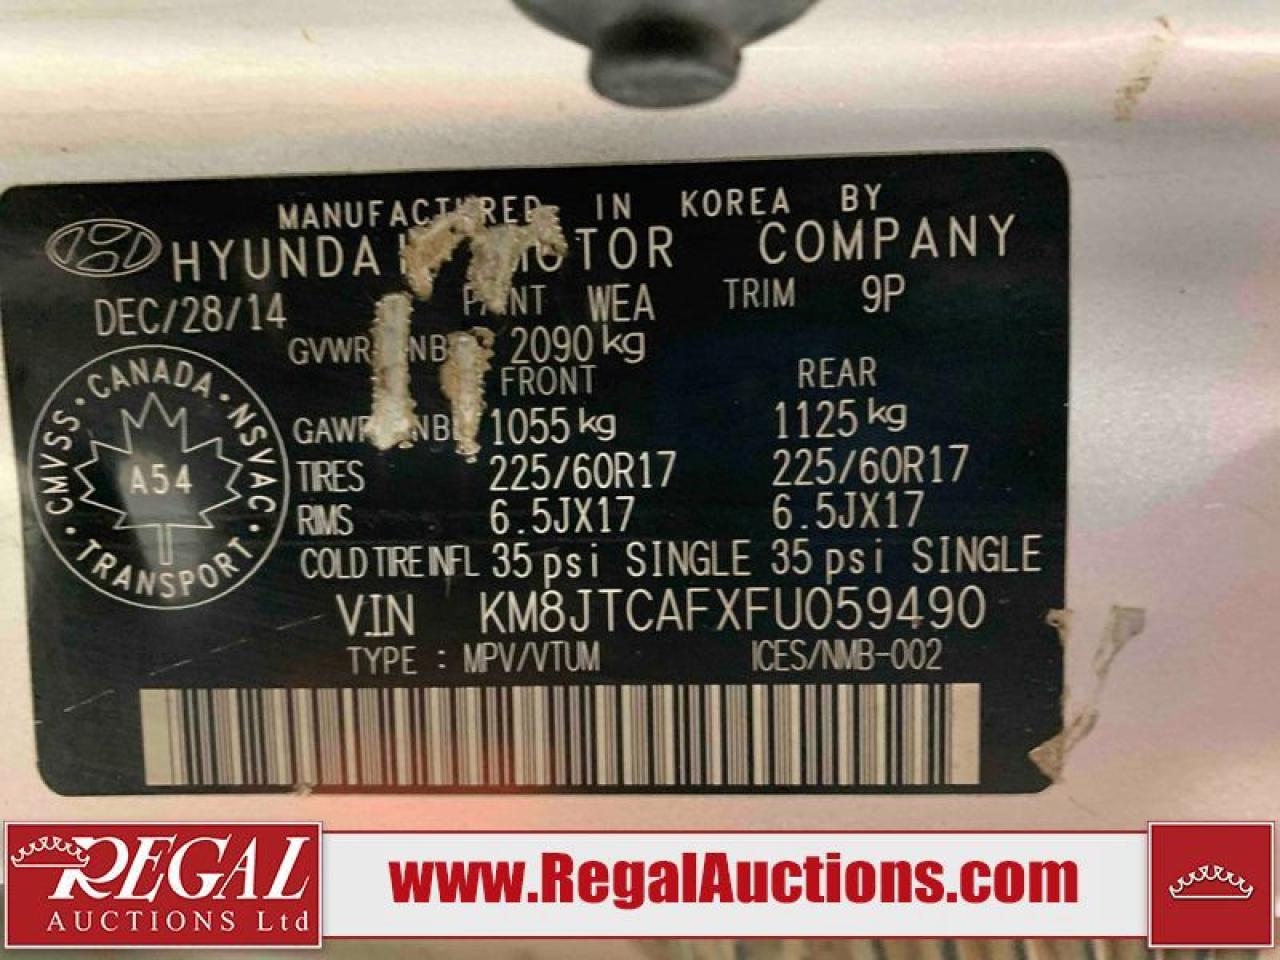 MANUFACTURED IN KOREA BY
HYUNDAI MOTOR COMPANY
DEC/28/14 PAINT WEA TRIM 9P
GVWR 2090 kg
FRONT REAR
GAWR 1055 kg 1125 kg
TIRES 225/60R17 225/60R17
RIMS 6.5JX17 6.5JX17
COLD TIRE INFL 35 psi SINGLE 35 psi SINGLE
VIN KM8JTCAFXFU059490
TYPE : MPV/VTUM ICES/NMB-002
CMVSS · CANADA · NSVAC · TRANSPORT ·
A54
REGAL
AUCTIONS Ltd
www.RegalAuctions.com